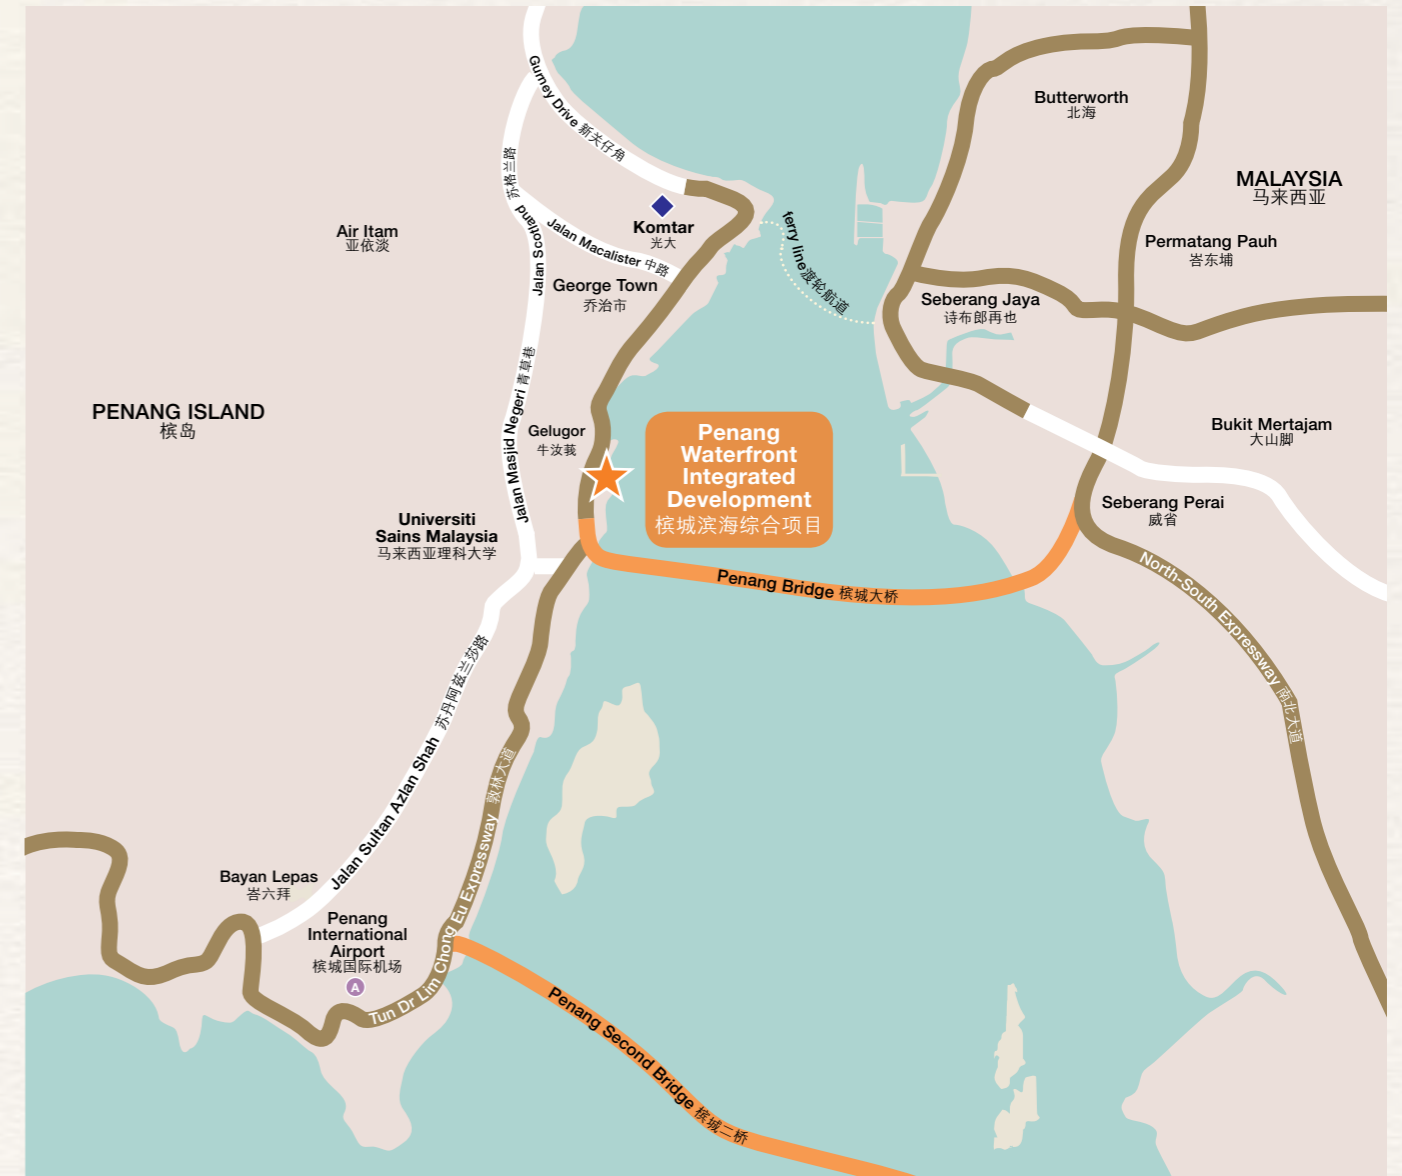 Gurney Drive 新关仔角
Butterworth
北海
MALAYSIA
马来西亚
Jalan Scotland 苏格兰路
Komtar
光大
ferry line渡轮航道
Air Itam
亚依淡
Jalan Macalister 中路
Permatang Pauh
峇东埔
George Town
乔治市
Seberang Jaya
诗布郎再也
PENANG ISLAND
槟岛
Jalan Masjid Negeri 青草巷
Gelugor
牛汝莪
Penang
Waterfront
Integrated
Development
槟城滨海综合项目
Bukit Mertajam
大山脚
Universiti
Sains Malaysia
马来西亚理科大学
Seberang Perai
威省
Penang Bridge 槟城大桥
North-South Expressway 南北大道
Jalan Sultan Azlan Shah 苏丹阿兹兰莎路
Bayan Lepas
峇六拜
Penang
International
Airport
槟城国际机场
A
Tun Dr Lim Chong Eu Expressway 敦林大道
Penang Second Bridge 槟城二桥